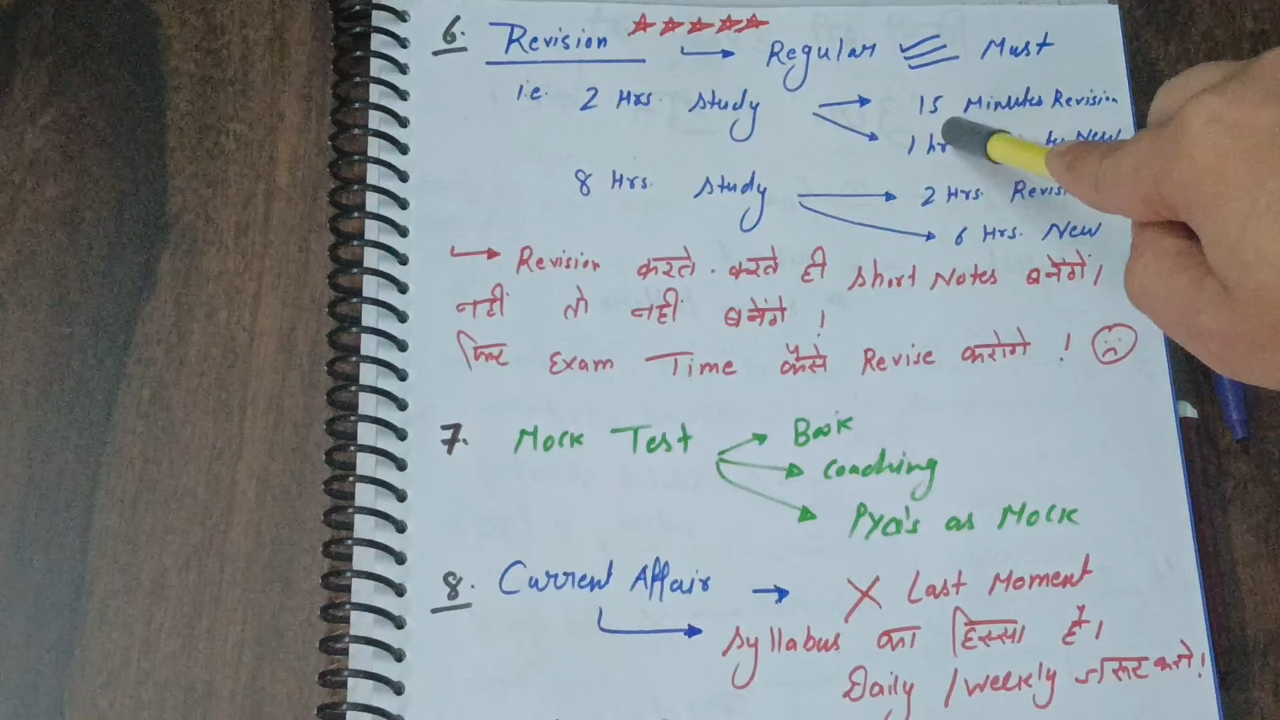 6. Revision ☆☆☆☆☆ → Regular Must
i.e. 2 Hrs. Study → 15 Minutes Revision
→ 1 hr New
8 Hrs. Study → 2 Hrs. Revis
→ 6 Hrs. New
→ Revision करते. करते ही short Notes बनेंगे।
नहीं तो नहीं बनेंगे !
फिर Exam Time कैसे Revise करोगे ! ☹
7. Mock Test → Book
→ Coaching
→ PYQ's as Mock
8. Current Affair → X Last Moment
→ Syllabus का हिस्सा है।
Daily / weekly जरूर करो!